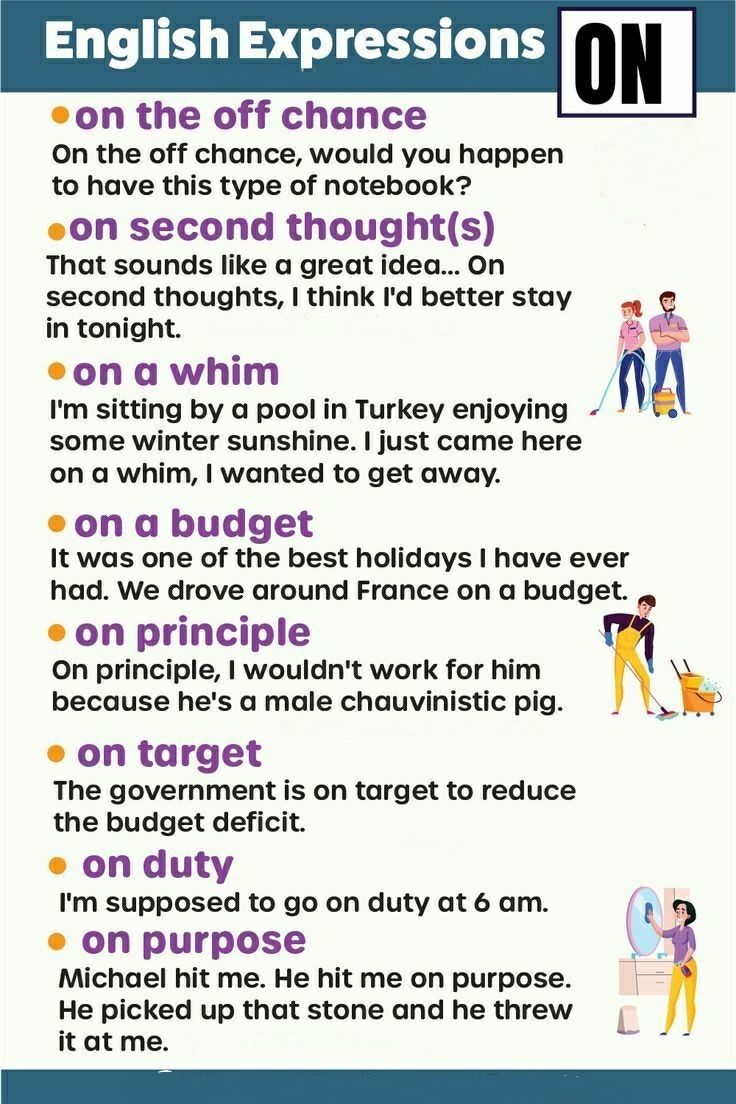 English Expressions ON
on the off chance
On the off chance, would you happen
to have this type of notebook?
on second thought(s)
That sounds like a great idea... On
second thoughts, I think I'd better stay
in tonight.
on a whim
I'm sitting by a pool in Turkey enjoying
some winter sunshine. I just came here
on a whim, I wanted to get away.
on a budget
It was one of the best holidays I have ever
had. We drove around France on a budget.
on principle
On principle, I wouldn't work for him
because he's a male chauvinistic pig.
on target
The government is on target to reduce
the budget deficit.
on duty
I'm supposed to go on duty at 6 am.
on purpose
Michael hit me. He hit me on purpose.
He picked up that stone and he threw
it at me.